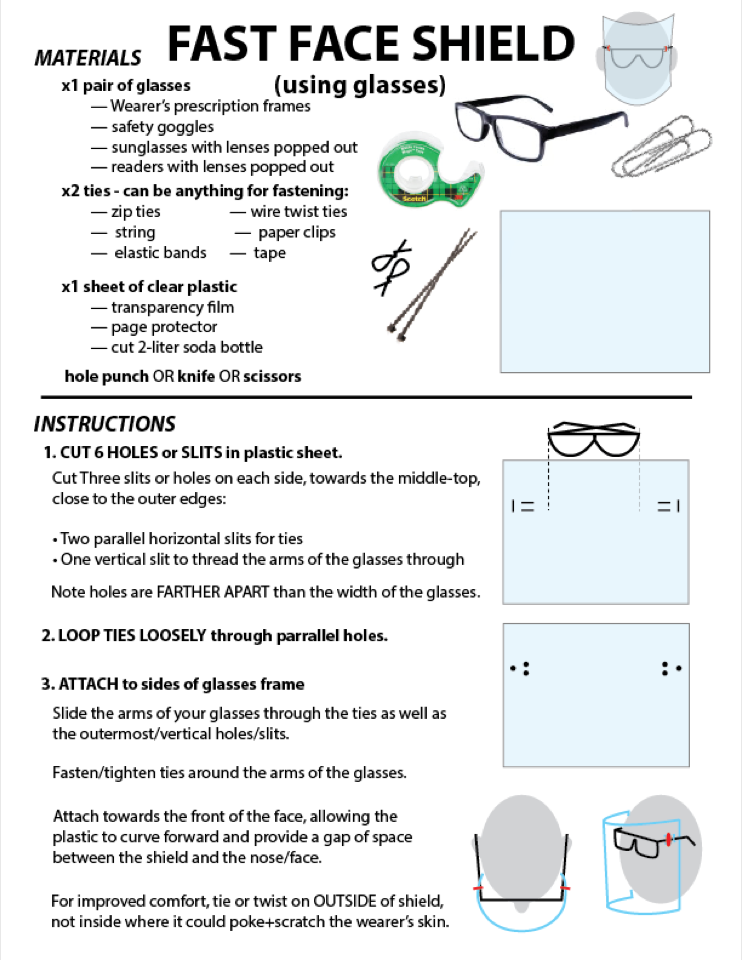 FAST FACE SHIELD
(using glasses)
MATERIALS
x1 pair of glasses
— Wearer's prescription frames
— safety goggles
— sunglasses with lenses popped out
— readers with lenses popped out
x2 ties - can be anything for fastening:
— zip ties — wire twist ties
— string — paper clips
— elastic bands — tape
x1 sheet of clear plastic
— transparency film
— page protector
— cut 2-liter soda bottle
hole punch OR knife OR scissors
Scotch
INSTRUCTIONS
1. CUT 6 HOLES or SLITS in plastic sheet.
Cut Three slits or holes on each side, towards the middle-top,
close to the outer edges:
• Two parallel horizontal slits for ties
• One vertical slit to thread the arms of the glasses through
Note holes are FARTHER APART than the width of the glasses.
2. LOOP TIES LOOSELY through parrallel holes.
3. ATTACH to sides of glasses frame
Slide the arms of your glasses through the ties as well as
the outermost/vertical holes/slits.
Fasten/tighten ties around the arms of the glasses.
Attach towards the front of the face, allowing the
plastic to curve forward and provide a gap of space
between the shield and the nose/face.
For improved comfort, tie or twist on OUTSIDE of shield,
not inside where it could poke+scratch the wearer's skin.